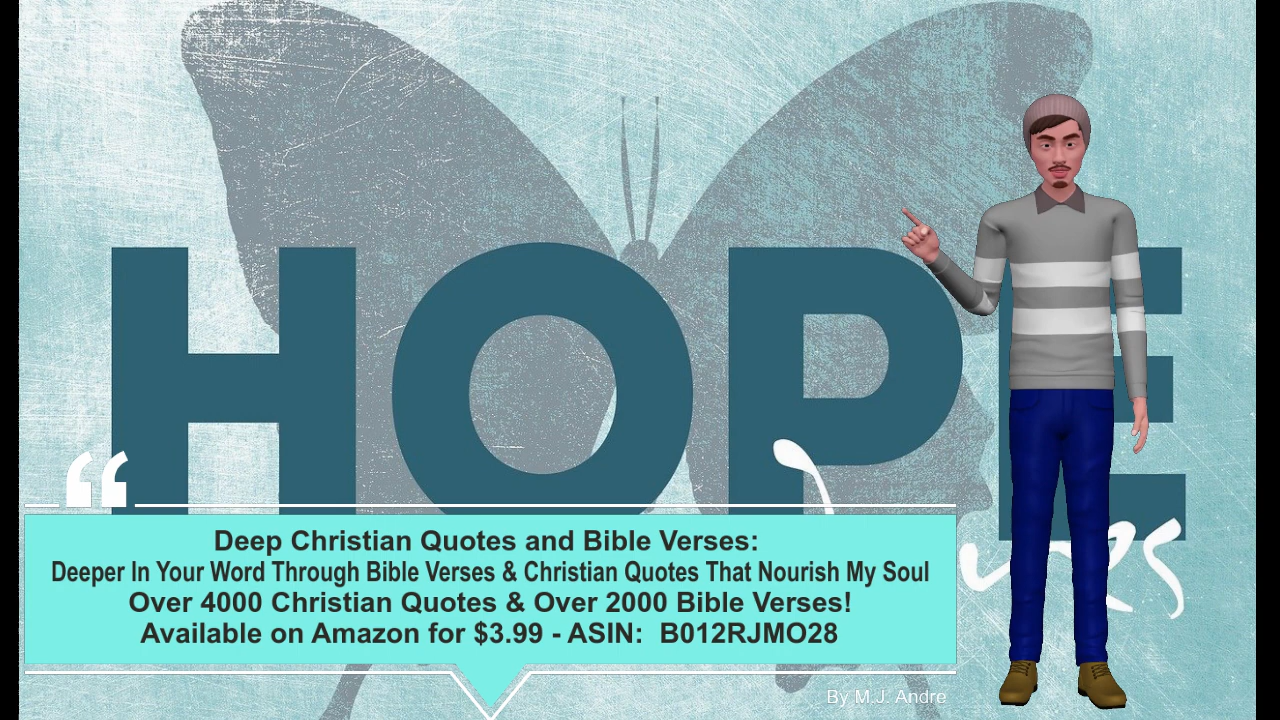 HOPE
“
Deep Christian Quotes and Bible Verses:
Deeper In Your Word Through Bible Verses & Christian Quotes That Nourish My Soul
Over 4000 Christian Quotes & Over 2000 Bible Verses!
Available on Amazon for $3.99 - ASIN: B012RJMO28
By M.J. Andre